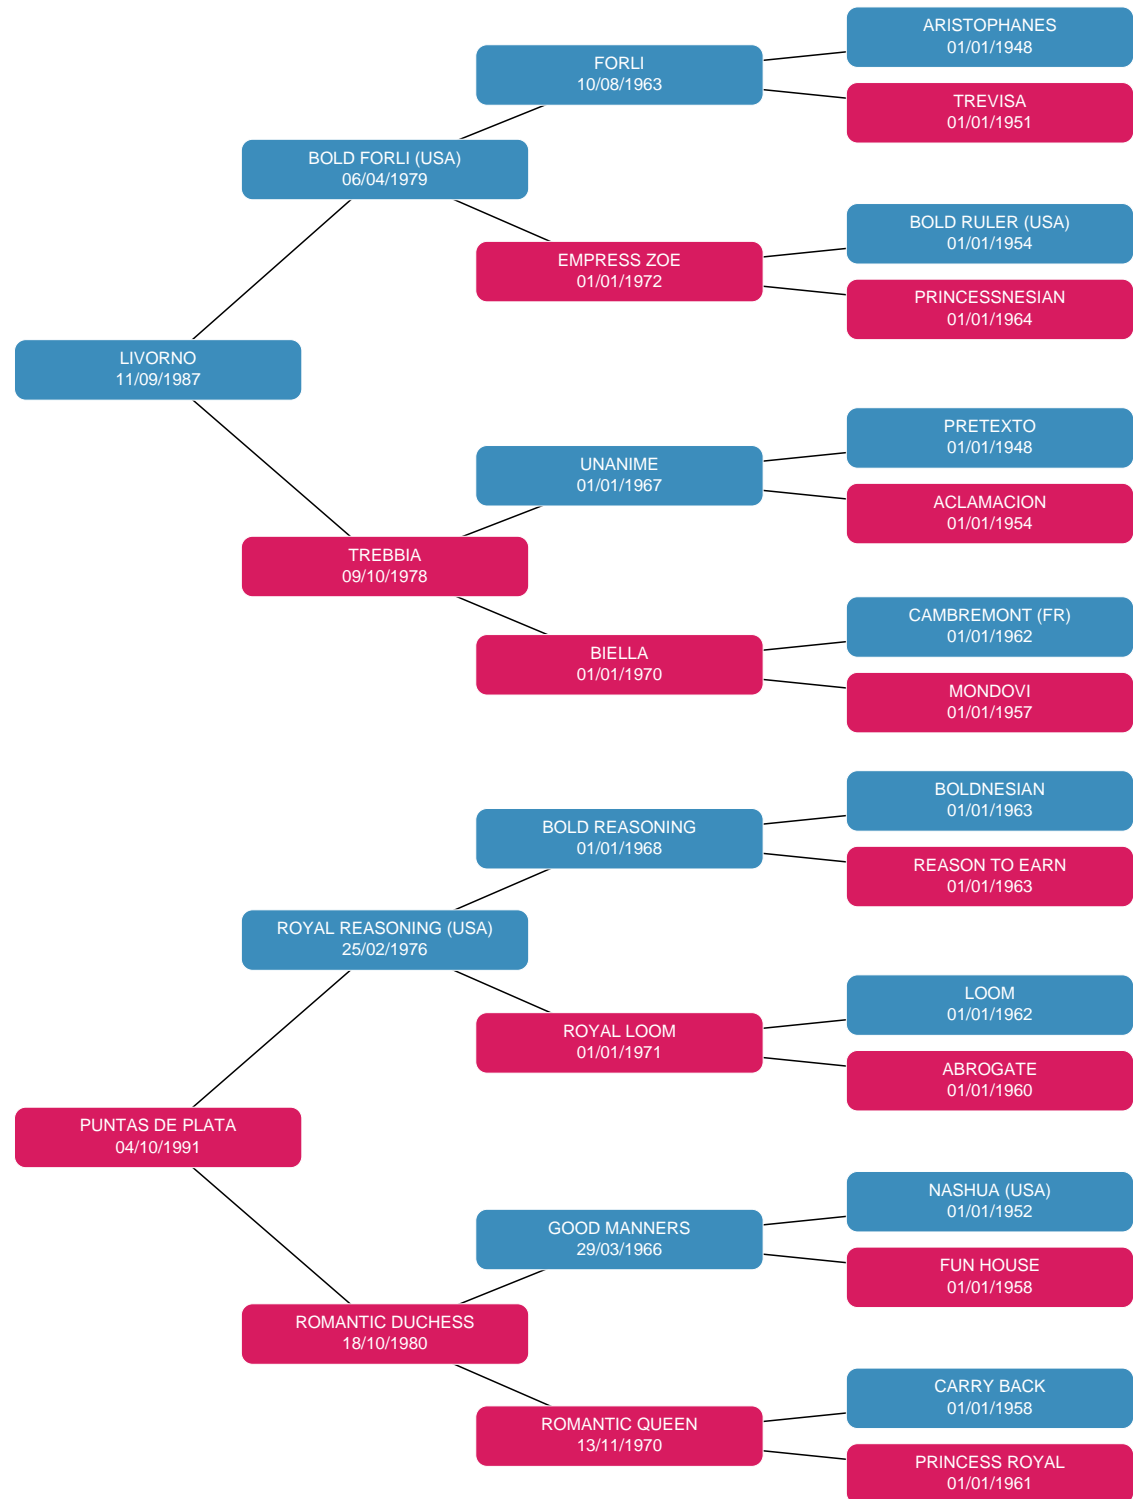 ARISTOPHANES
01/01/1948
FORLI
10/08/1963
TREVISA
01/01/1951
BOLD FORLI (USA)
06/04/1979
BOLD RULER (USA)
01/01/1954
EMPRESS ZOE
01/01/1972
PRINCESSNESIAN
01/01/1964
LIVORNO
11/09/1987
PRETEXTO
01/01/1948
UNANIME
01/01/1967
ACLAMACION
01/01/1954
TREBBIA
09/10/1978
CAMBREMONT (FR)
01/01/1962
BIELLA
01/01/1970
MONDOVI
01/01/1957
BOLDNESIAN
01/01/1963
BOLD REASONING
01/01/1968
REASON TO EARN
01/01/1963
ROYAL REASONING (USA)
25/02/1976
LOOM
01/01/1962
ROYAL LOOM
01/01/1971
ABROGATE
01/01/1960
PUNTAS DE PLATA
04/10/1991
NASHUA (USA)
01/01/1952
GOOD MANNERS
29/03/1966
FUN HOUSE
01/01/1958
ROMANTIC DUCHESS
18/10/1980
CARRY BACK
01/01/1958
ROMANTIC QUEEN
13/11/1970
PRINCESS ROYAL
01/01/1961